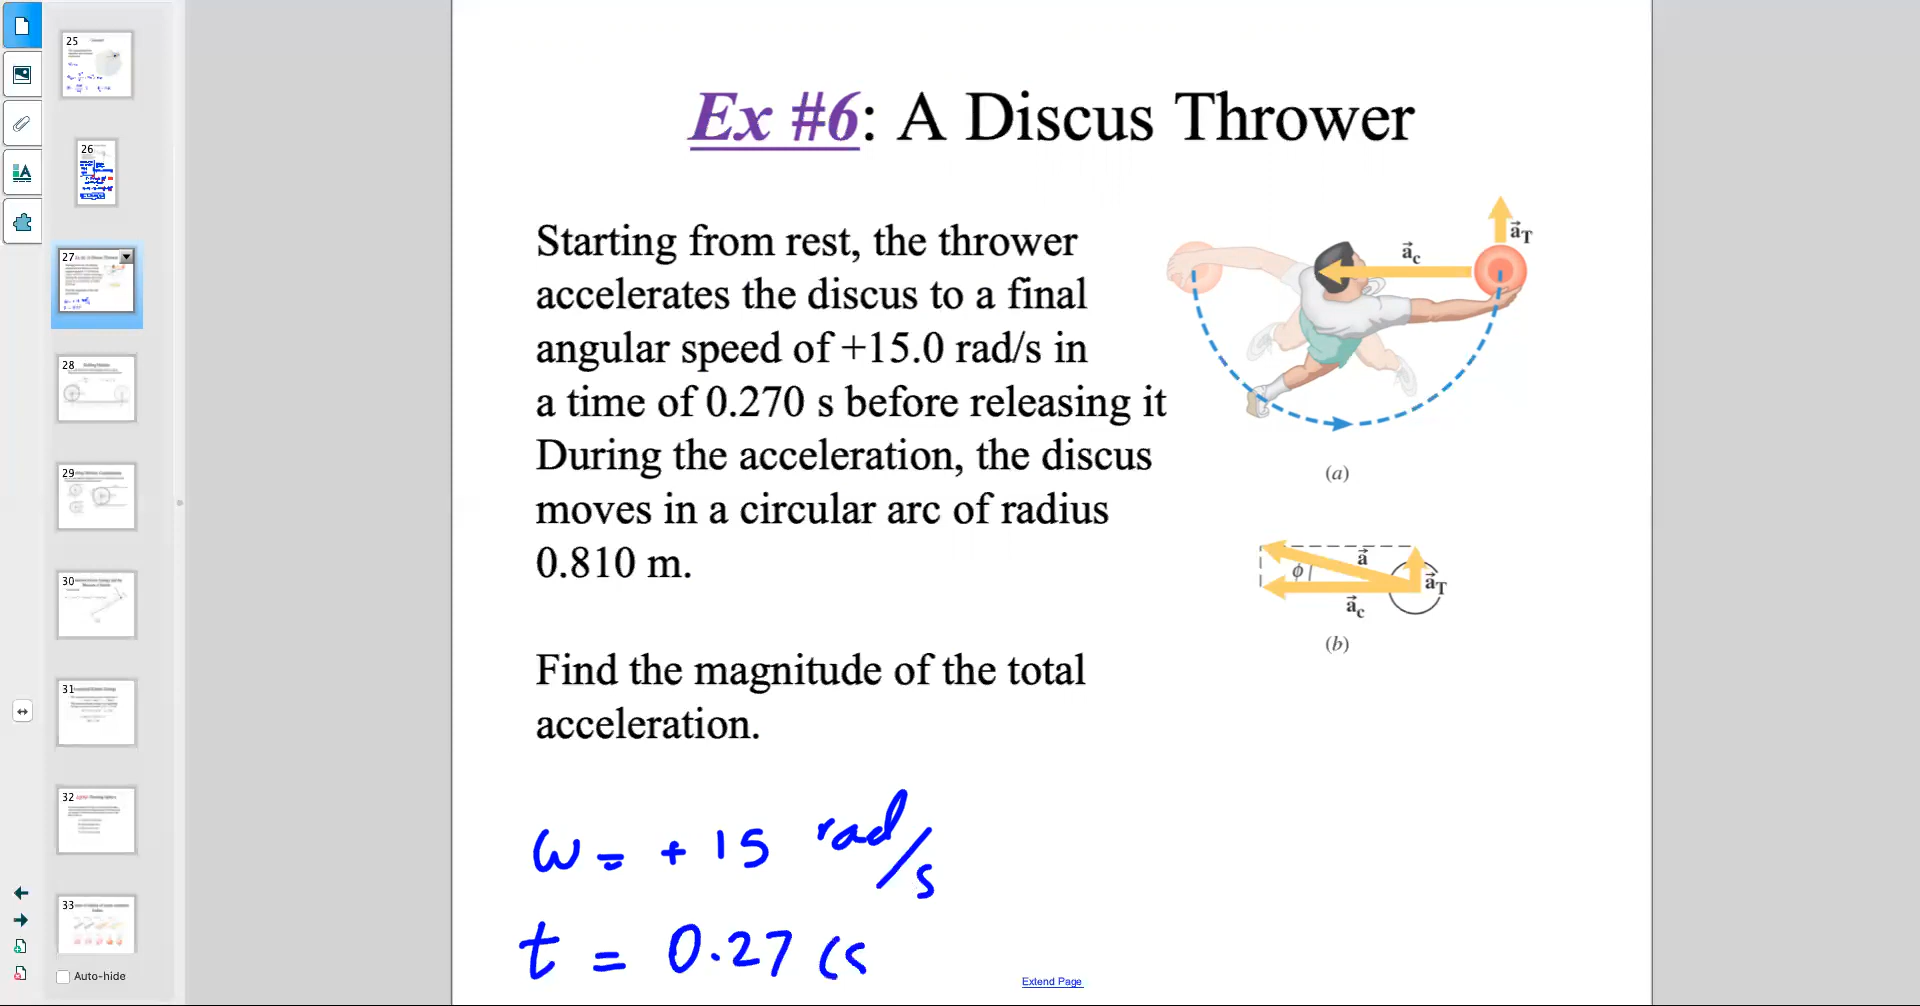 Ex #6: A Discus Thrower
Starting from rest, the thrower
accelerates the discus to a final
angular speed of +15.0 rad/s in
a time of 0.270 s before releasing it
During the acceleration, the discus
moves in a circular arc of radius
0.810 m.
Find the magnitude of the total
acceleration.
a⃗T
a⃗c
(a)
a⃗
ϕ
a⃗T
a⃗c
(b)
ω = + 15 rad/s
t = 0.27 (s
Extend Page
25
26
27
28
29
30
31
32
33
Auto-hide